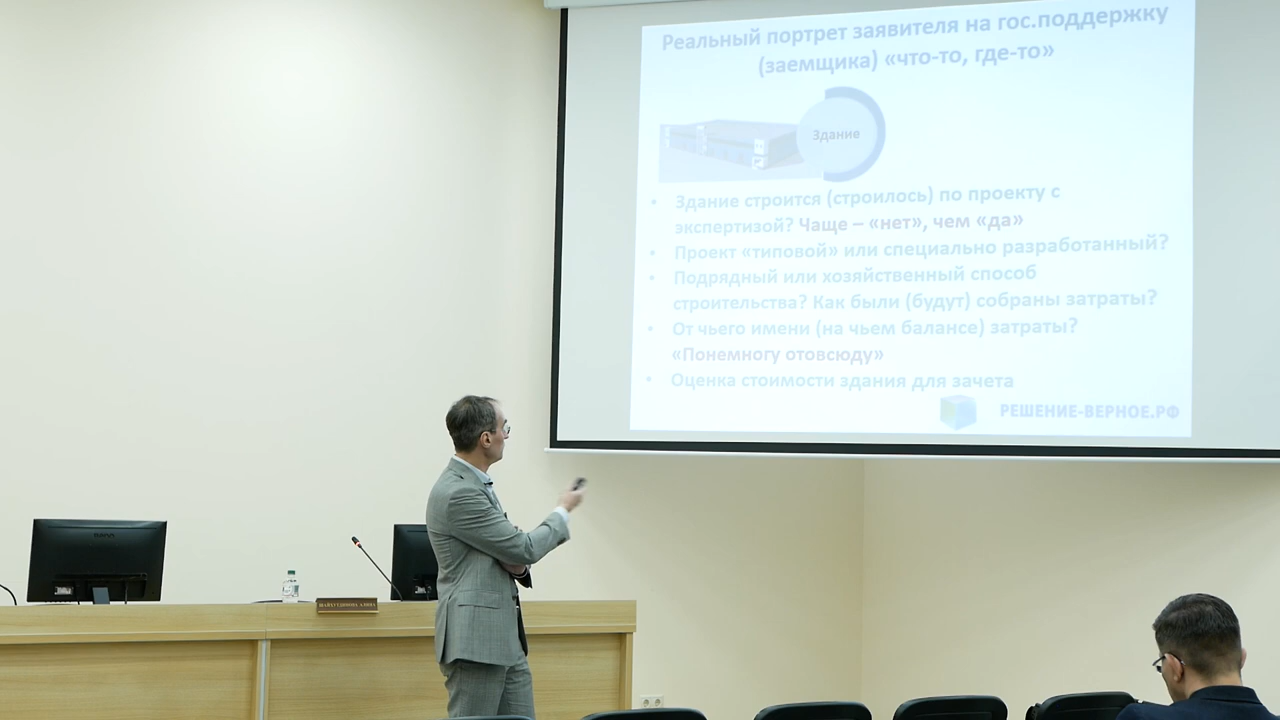 Реальный портрет заявителя на гос.поддержку
(заемщика) «что-то, где-то»
Здание
• Здание строится (строилось) по проекту с
экспертизой? Чаще – «нет», чем «да»
• Проект «типовой» или специально разработанный?
• Подрядный или хозяйственный способ
строительства? Как были (будут) собраны затраты?
• От чьего имени (на чьем балансе) затраты?
«Понемногу отовсюду»
• Оценка стоимости здания для зачета
РЕШЕНИЕ-ВЕРНОЕ.РФ